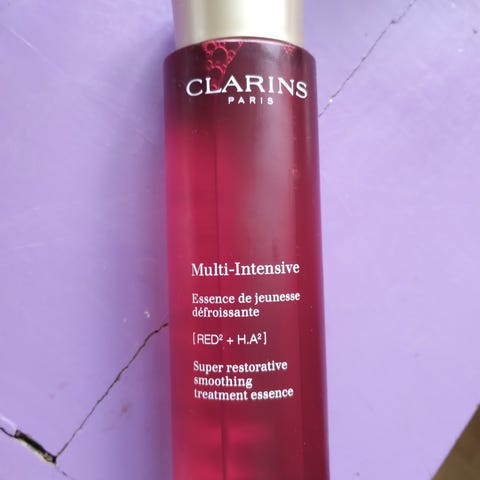 CLARINS
PARIS
Multi-Intensive
Essence de jeunesse
défroissante
[RED² + H.A²]
Super restorative
smoothing
treatment essence